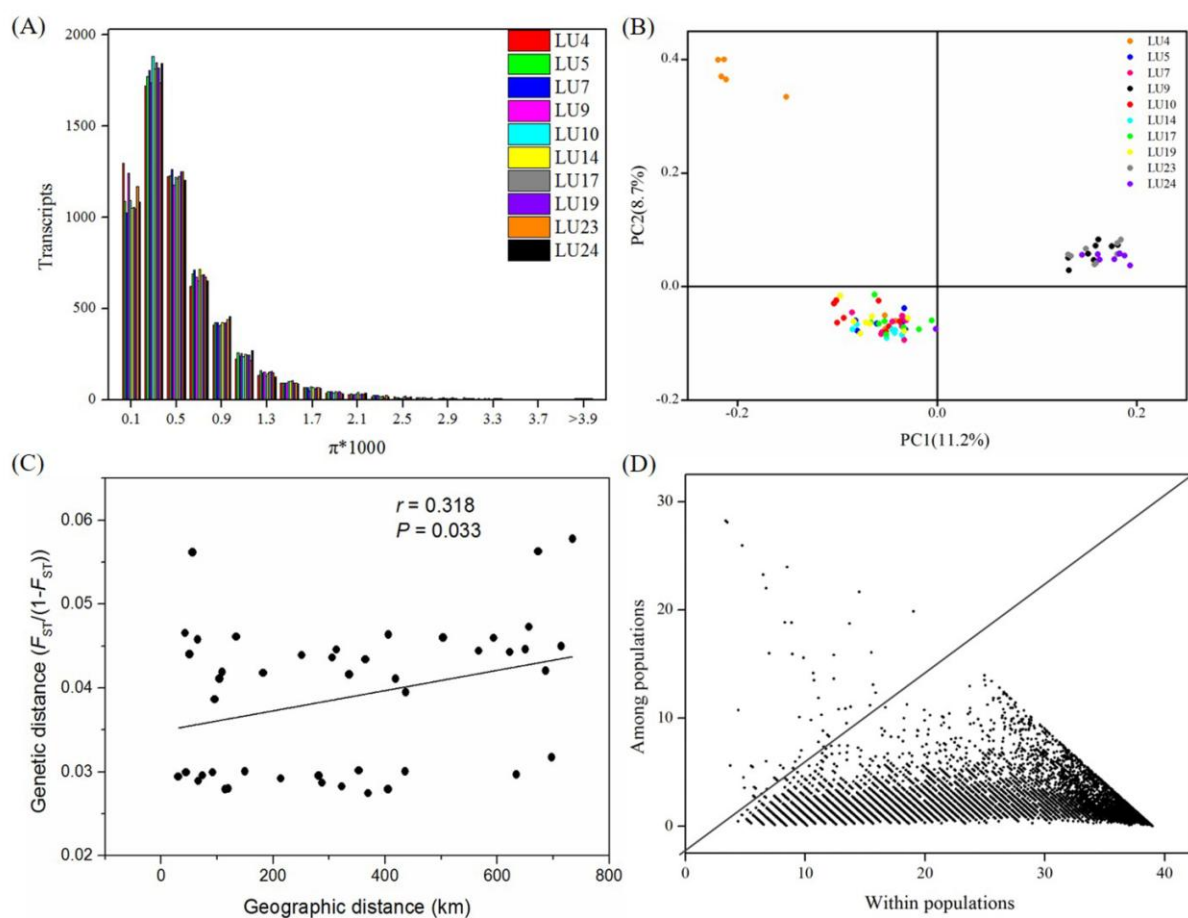 (A)
2000
1500
1000
500
0
Transcripts
0.1 0.3 0.5 0.9 1.3 1.7 2.1 2.5 2.9 3.3 3.7 >3.9
π*1000
LU4
LU5
LU7
LU9
LU10
LU14
LU17
LU19
LU23
LU24
(B)
0.4
0.2
0.0
-0.2
PC2(8.7%)
-0.2 0.0 0.2
PC1(11.2%)
LU4
LU5
LU7
LU9
LU10
LU14
LU17
LU19
LU23
LU24
(C)
r = 0.318
P = 0.033
0.06
0.05
0.04
0.03
0.02
Genetic distance (FST/(1-FST))
0 200 400 600 800
Geographic distance (km)
(D)
30
20
10
0
Among populations
0 10 20 30 40
Within populations